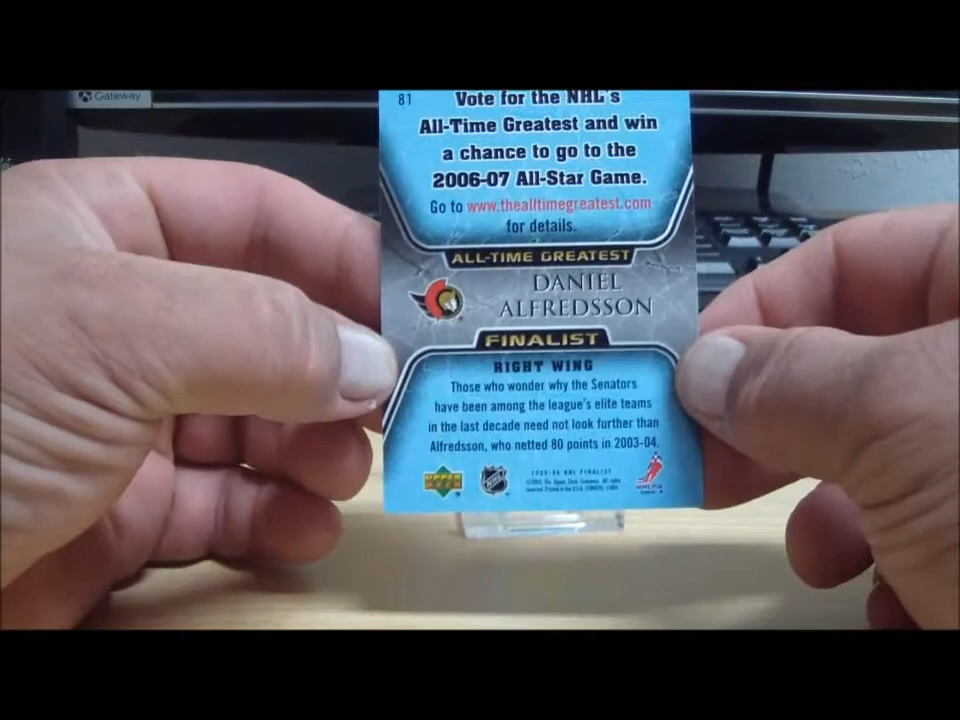 Gateway
81
Vote for the NHL's
All-Time Greatest and win
a chance to go to the
2006-07 All-Star Game.
Go to www.thealltimegreatest.com
for details.
ALL-TIME GREATEST
DANIEL
ALFREDSSON
FINALIST
RIGHT WING
Those who wonder why the Senators
have been among the league's elite teams
in the last decade need not look further than
Alfredsson, who netted 80 points in 2003-04.
UPPER
DECK
NHL
NHLPA